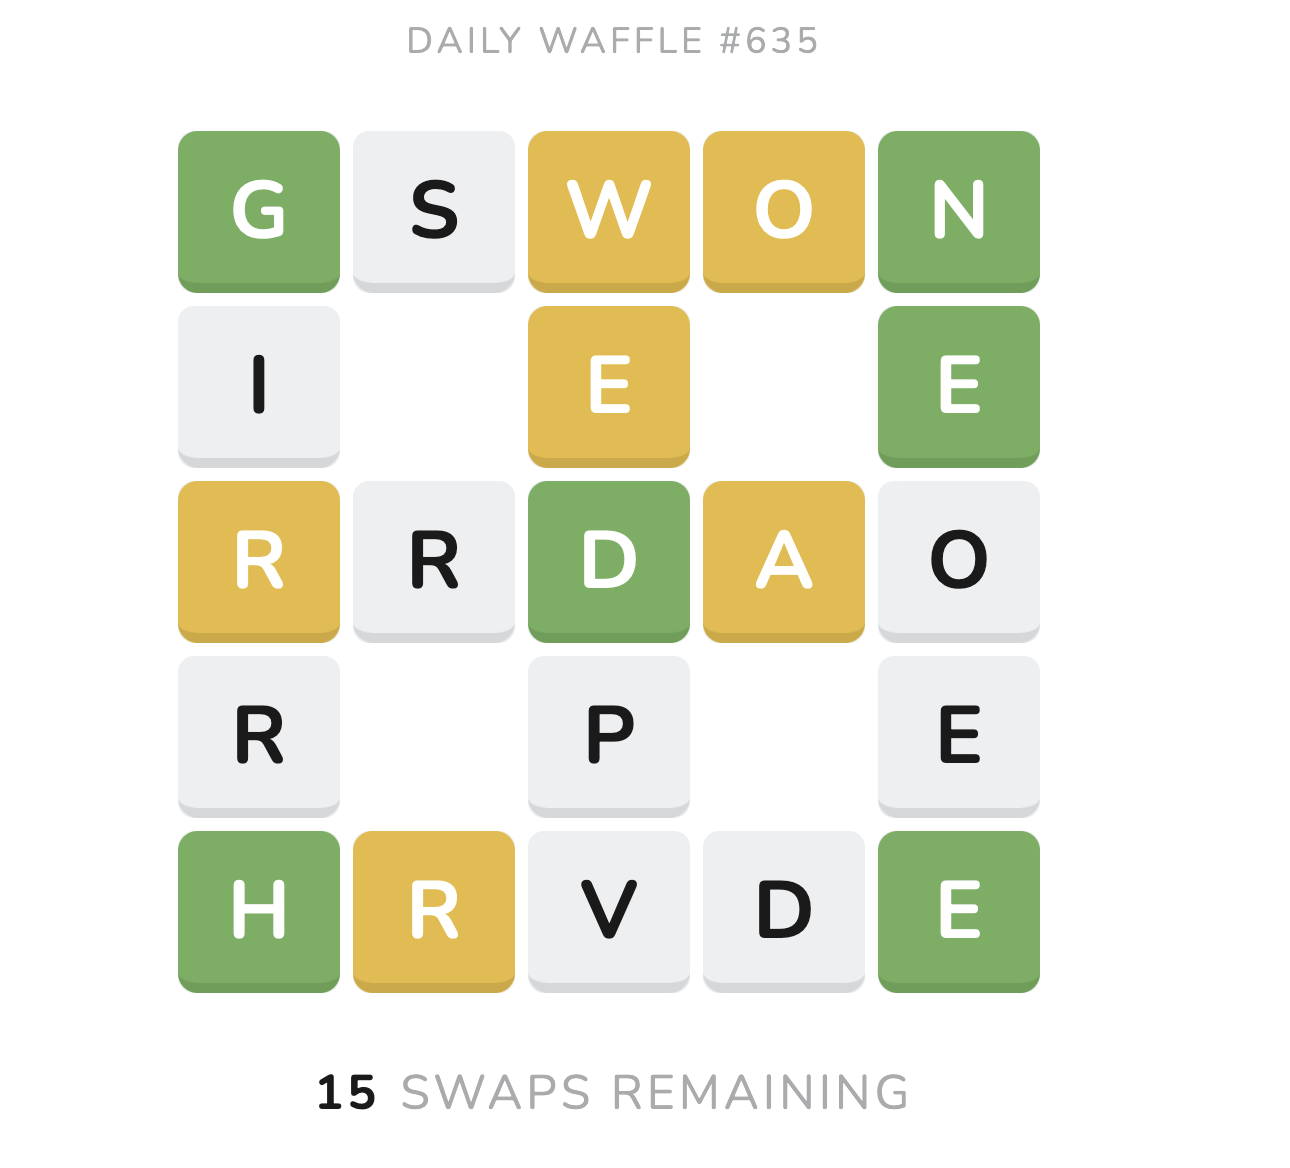 DAILY WAFFLE #635
G S W O N
I E E
R R D A O
R P E
H R V D E
15 SWAPS REMAINING